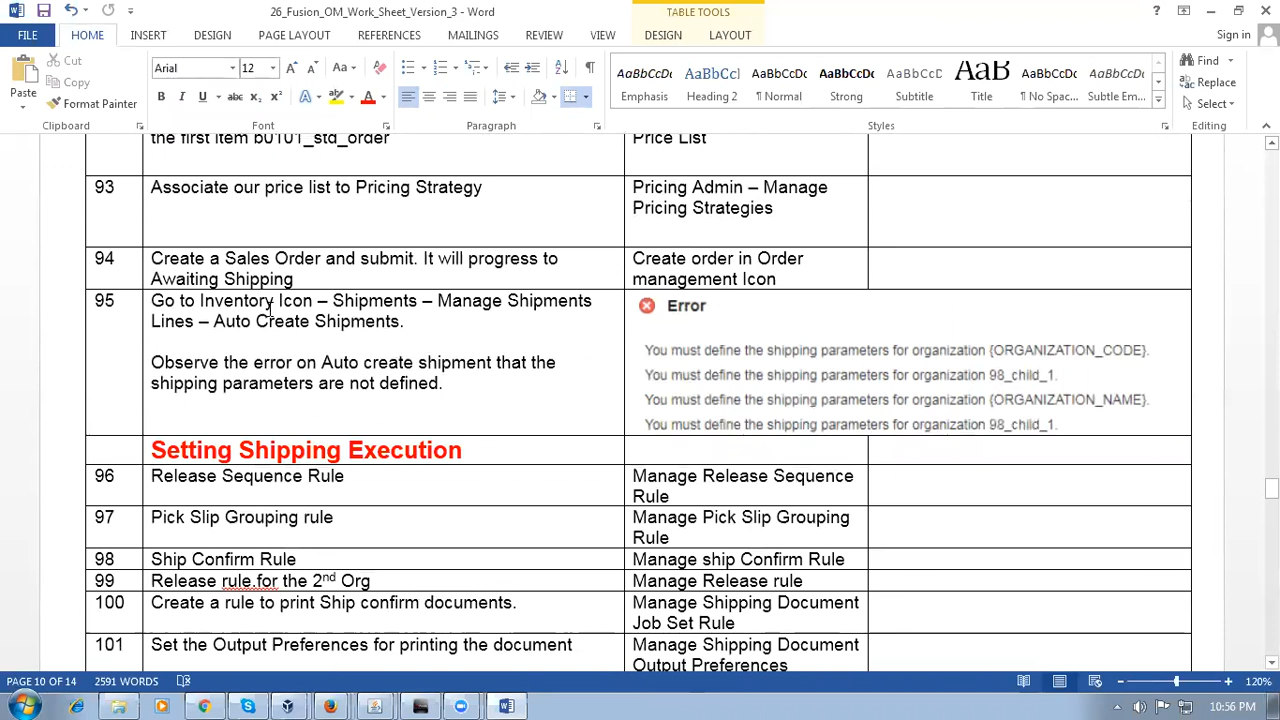 26_Fusion_OM_Work_Sheet_Version_3 - Word
TABLE TOOLS
?
FILE HOME INSERT DESIGN PAGE LAYOUT REFERENCES MAILINGS REVIEW VIEW DESIGN LAYOUT Sign in
Cut
Copy
Format Painter
Paste
Arial 12
AaBbCcDc AaBbCc AaBbCcDc AaBbCcDc AaBbCcDc AaB AaBbCcDc AaBbCcDc
Emphasis Heading 2 ¶ Normal Strong Subtitle Title ¶ No Spac... Subtle Em...
Find
Replace
Select
Clipboard Font Paragraph Styles Editing
the first item b0101_std_order Price List
93 Associate our price list to Pricing Strategy Pricing Admin – Manage
Pricing Strategies
94 Create a Sales Order and submit. It will progress to Create order in Order
Awaiting Shipping management Icon
95 Go to Inventory Icon – Shipments – Manage Shipments
Lines – Auto Create Shipments.
Observe the error on Auto create shipment that the
shipping parameters are not defined.
Error
You must define the shipping parameters for organization {ORGANIZATION_CODE}.
You must define the shipping parameters for organization 98_child_1.
You must define the shipping parameters for organization {ORGANIZATION_NAME}.
You must define the shipping parameters for organization 98_child_1.
Setting Shipping Execution
96 Release Sequence Rule Manage Release Sequence
Rule
97 Pick Slip Grouping rule Manage Pick Slip Grouping
Rule
98 Ship Confirm Rule Manage ship Confirm Rule
99 Release rule.for the 2nd Org Manage Release rule
100 Create a rule to print Ship confirm documents. Manage Shipping Document
Job Set Rule
101 Set the Output Preferences for printing the document Manage Shipping Document
Output Preferences
PAGE 10 OF 14 2591 WORDS 120%
10:56 PM